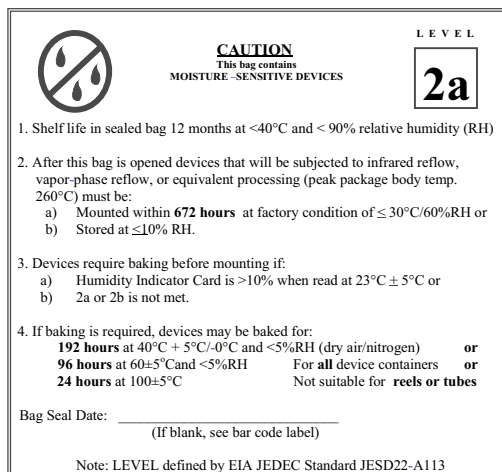 LEVEL
CAUTION
This bag contains
MOISTURE –SENSITIVE DEVICES
2a
1. Shelf life in sealed bag 12 months at <40°C and < 90% relative humidity (RH)
2. After this bag is opened devices that will be subjected to infrared reflow,
vapor-phase reflow, or equivalent processing (peak package body temp.
260°C) must be:
a) Mounted within 672 hours at factory condition of ≤ 30°C/60%RH or
b) Stored at ≤10% RH.
3. Devices require baking before mounting if:
a) Humidity Indicator Card is >10% when read at 23°C ± 5°C or
b) 2a or 2b is not met.
4. If baking is required, devices may be baked for:
192 hours at 40°C + 5°C/-0°C and <5%RH (dry air/nitrogen) or
96 hours at 60±5°Cand <5%RH For all device containers or
24 hours at 100±5°C Not suitable for reels or tubes
Bag Seal Date: ________________________________
(If blank, see bar code label)
Note: LEVEL defined by EIA JEDEC Standard JESD22-A113